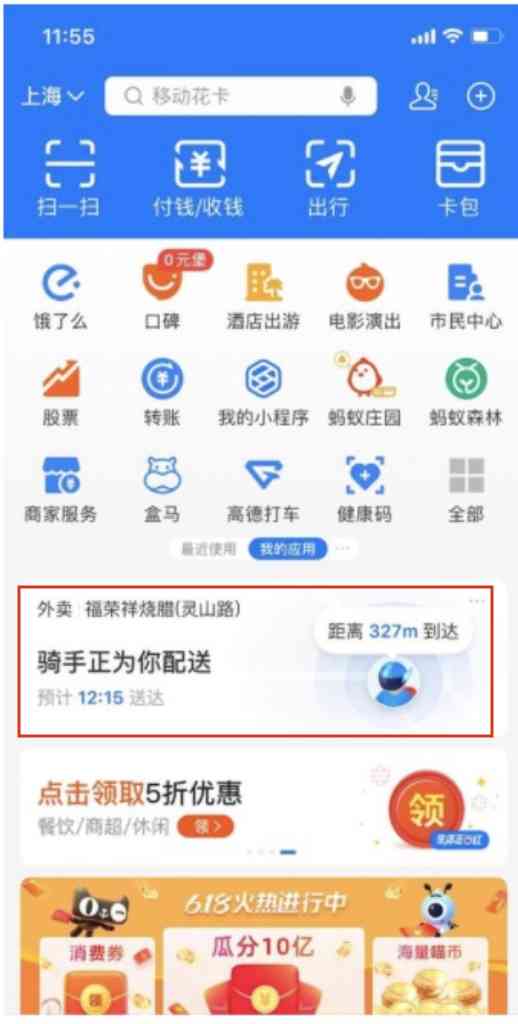 11:55
上海
移动花卡
扫一扫
付钱/收钱
出行
卡包
0元堡
饿了么
口碑
酒店出游
电影演出
市民中心
股票
转账
我的小程序
蚂蚁庄园
蚂蚁森林
商家服务
盒马
高德打车
健康码
全部
最近使用
我的应用
外卖 | 福荣祥烧腊(灵山路)
距离 327m 到达
骑手正为你配送
预计 12:15 送达
点击领取5折优惠
餐饮/商超/休闲
领 >
领
618火热进行中
消费券
瓜分10亿
海量喵币
领